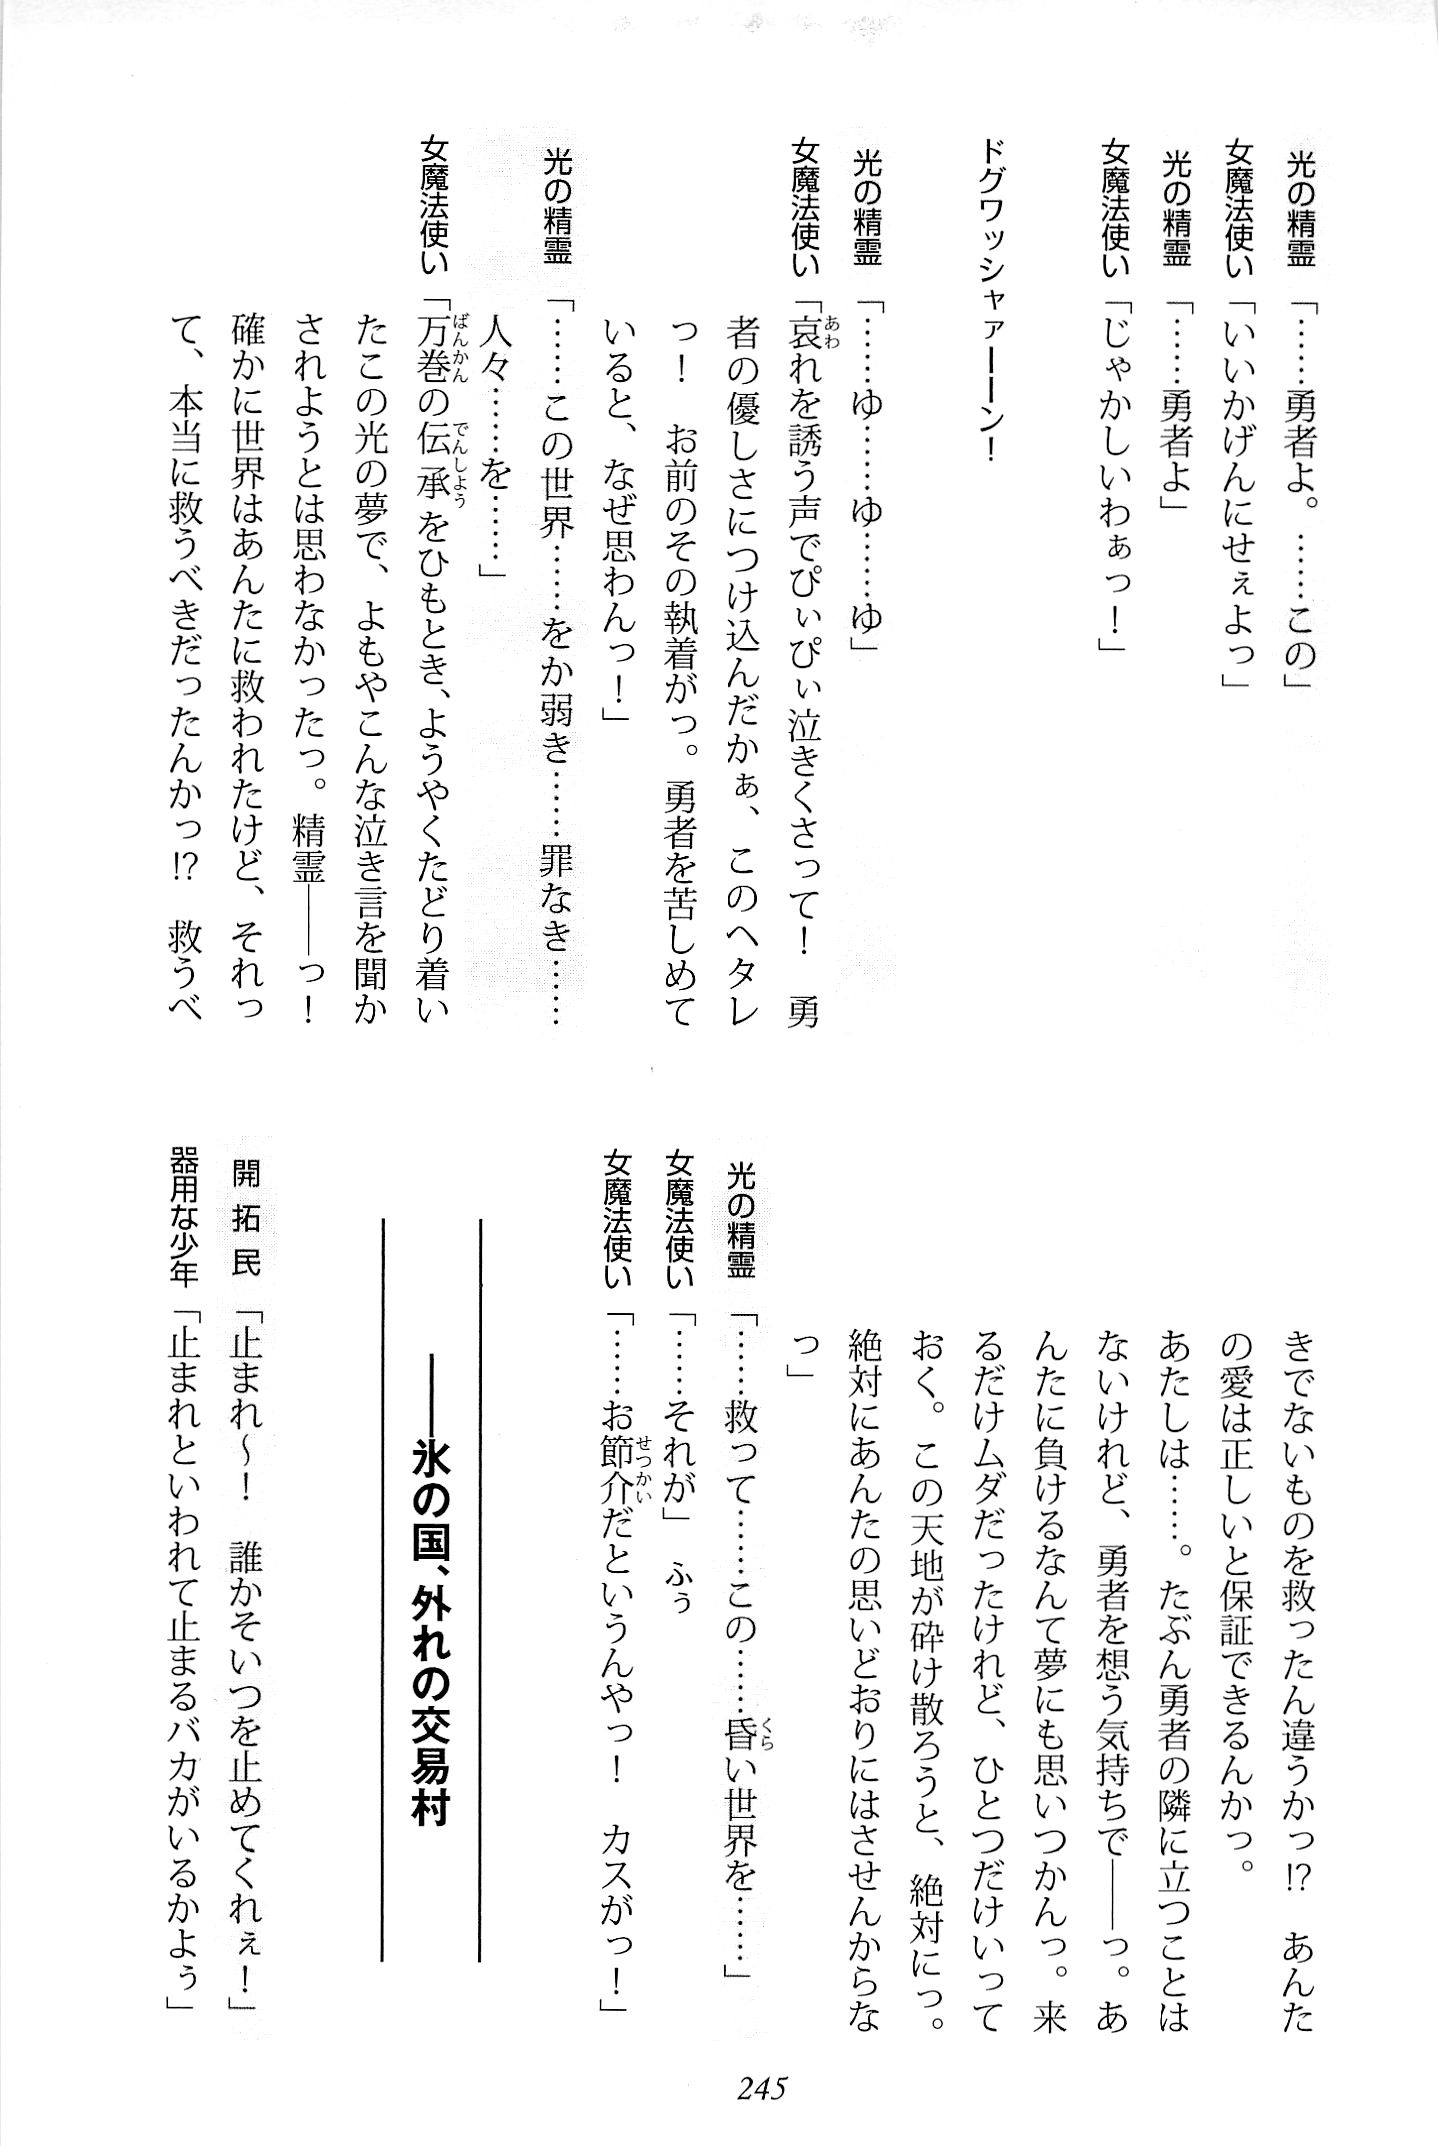 光の精霊「……勇者よ。……この」
女魔法使い「いいかげんにせぇよっ」
光の精霊「……勇者よ」
女魔法使い「じゃかしいわぁっ！」
ドグワッシャァーーン！
光の精霊「……ゆ……ゆ……ゆ」
女魔法使い「哀れを誘う声でぴぃぴぃ泣きくさって！　勇
者の優しさにつけ込んだかぁ、このヘタレ
っ！　お前のその執着がっ。勇者を苦しめて
いると、なぜ思わんっ！」
光の精霊「……この世界……をか弱き……罪なき……
人々……を……」
女魔法使い「万巻の伝承をひもとき、ようやくたどり着い
たこの光の夢で、よもやこんな泣き言を聞か
されようとは思わなかったっ。精霊――っ！
確かに世界はあんたに救われたけど、それっ
て、本当に救うべきだったんかっ!?　救うべ
きでないものを救ったん違うかっ!?　あんた
の愛は正しいと保証できるんかっ。
あたしは……。たぶん勇者の隣に立つことは
ないけれど、勇者を想う気持ちで――っ。あ
んたに負けるなんて夢にも思いつかんっ。来
るだけムダだったけれど、ひとつだけいって
おく。この天地が砕け散ろうと、絶対にっ。
絶対にあんたの思いどおりにはさせんからな
っ」
光の精霊「……救って……この……昏い世界を……」
女魔法使い「……それが」ふぅ
女魔法使い「……お節介だというんやっ！　カスがっ！」
――氷の国、外れの交易村
開拓民「止まれ～！　誰かそいつを止めてくれぇ！」
器用な少年「止まれといわれて止まるバカがいるかよぅ」
245